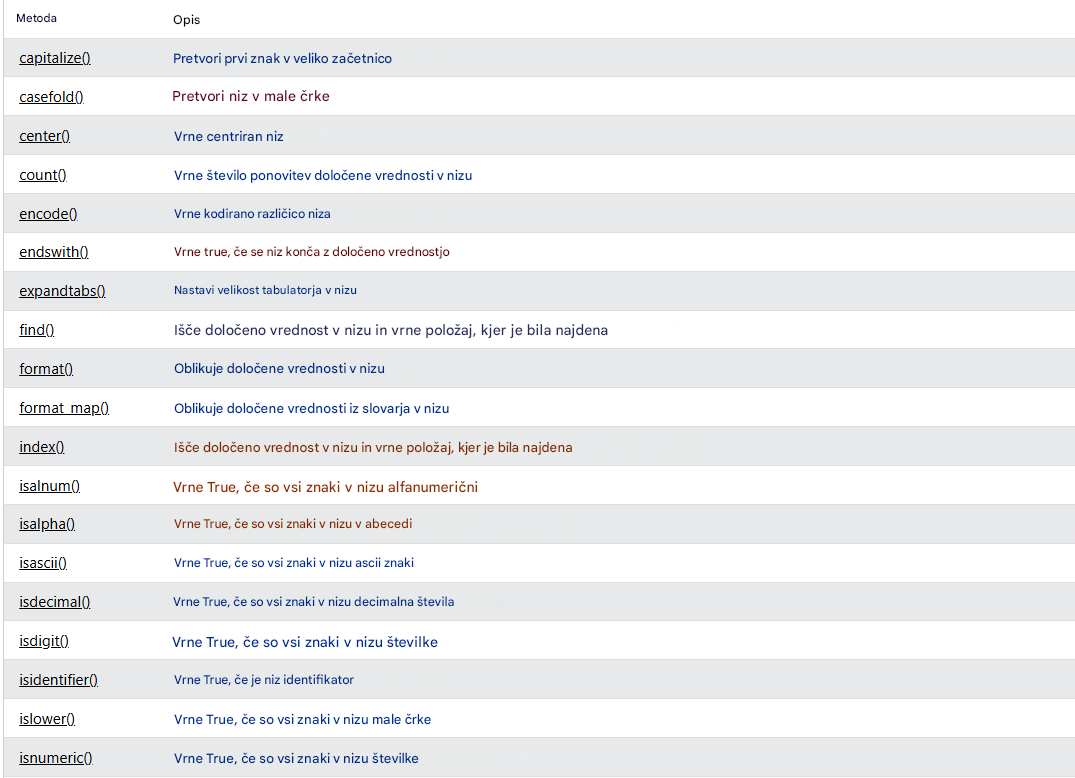 Metoda Opis
capitalize() Pretvori prvi znak v veliko začetnico
casefold() Pretvori niz v male črke
center() Vrne centriran niz
count() Vrne število ponovitev določene vrednosti v nizu
encode() Vrne kodirano različico niza
endswith() Vrne true, če se niz konča z določeno vrednostjo
expandtabs() Nastavi velikost tabulatorja v nizu
find() Išče določeno vrednost v nizu in vrne položaj, kjer je bila najdena
format() Oblikuje določene vrednosti v nizu
format_map() Oblikuje določene vrednosti iz slovarja v nizu
index() Išče določeno vrednost v nizu in vrne položaj, kjer je bila najdena
isalnum() Vrne True, če so vsi znaki v nizu alfanumerični
isalpha() Vrne True, če so vsi znaki v nizu v abecedi
isascii() Vrne True, če so vsi znaki v nizu ascii znaki
isdecimal() Vrne True, če so vsi znaki v nizu decimalna števila
isdigit() Vrne True, če so vsi znaki v nizu številke
isidentifier() Vrne True, če je niz identifikator
islower() Vrne True, če so vsi znaki v nizu male črke
isnumeric() Vrne True, če so vsi znaki v nizu številke